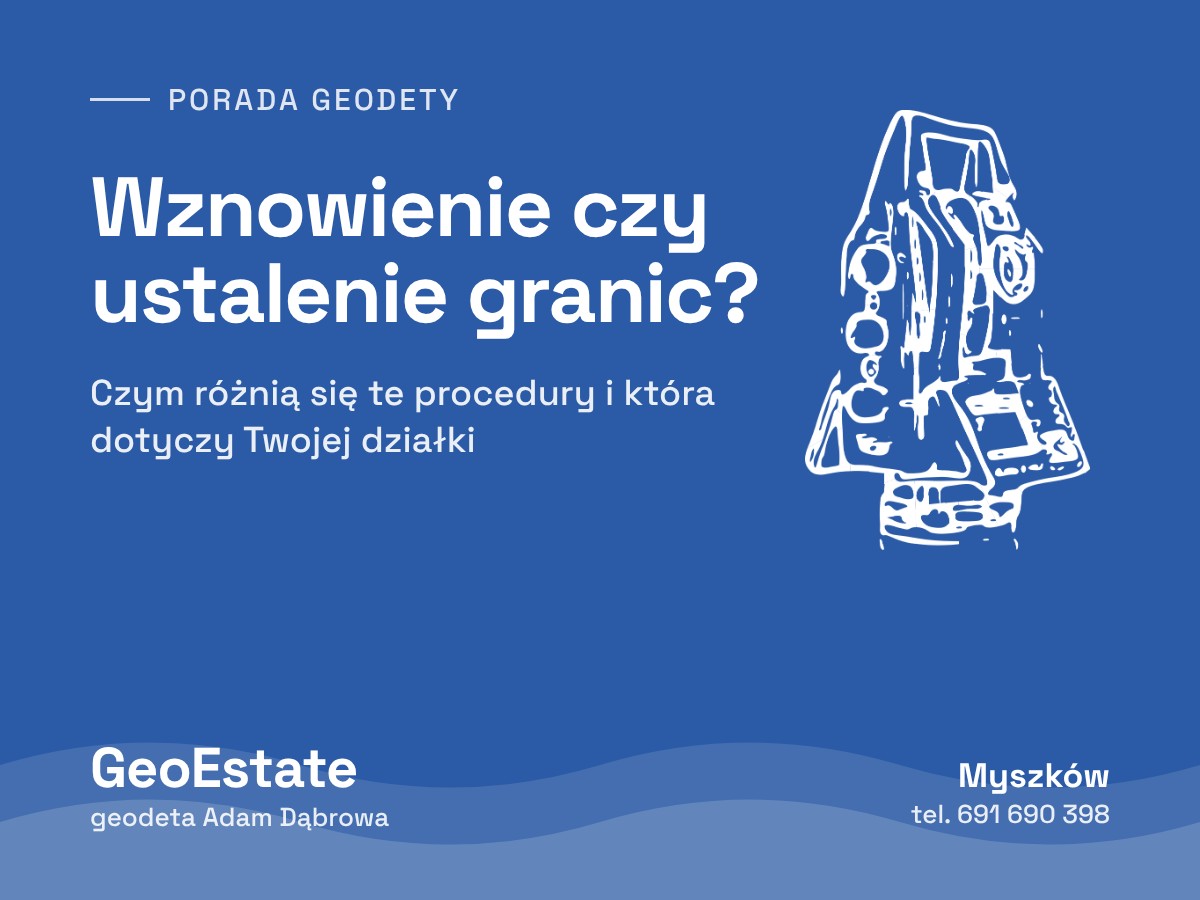 PORADA GEODETY
Wznowienie czy
ustalenie granic?
Czym różnią się te procedury i która
dotyczy Twojej działki
GeoEstate
geodeta Adam Dąbrowa
Myszków
tel. 691 690 398